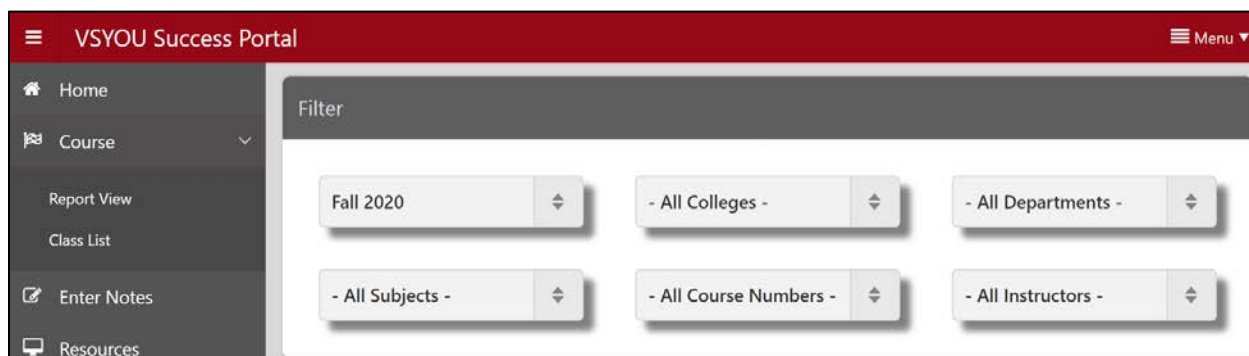 VSYOU Success Portal
Menu
Home
Course
Report View
Class List
Enter Notes
Resources
Filter
Fall 2020
- All Colleges -
- All Departments -
- All Subjects -
- All Course Numbers -
- All Instructors -